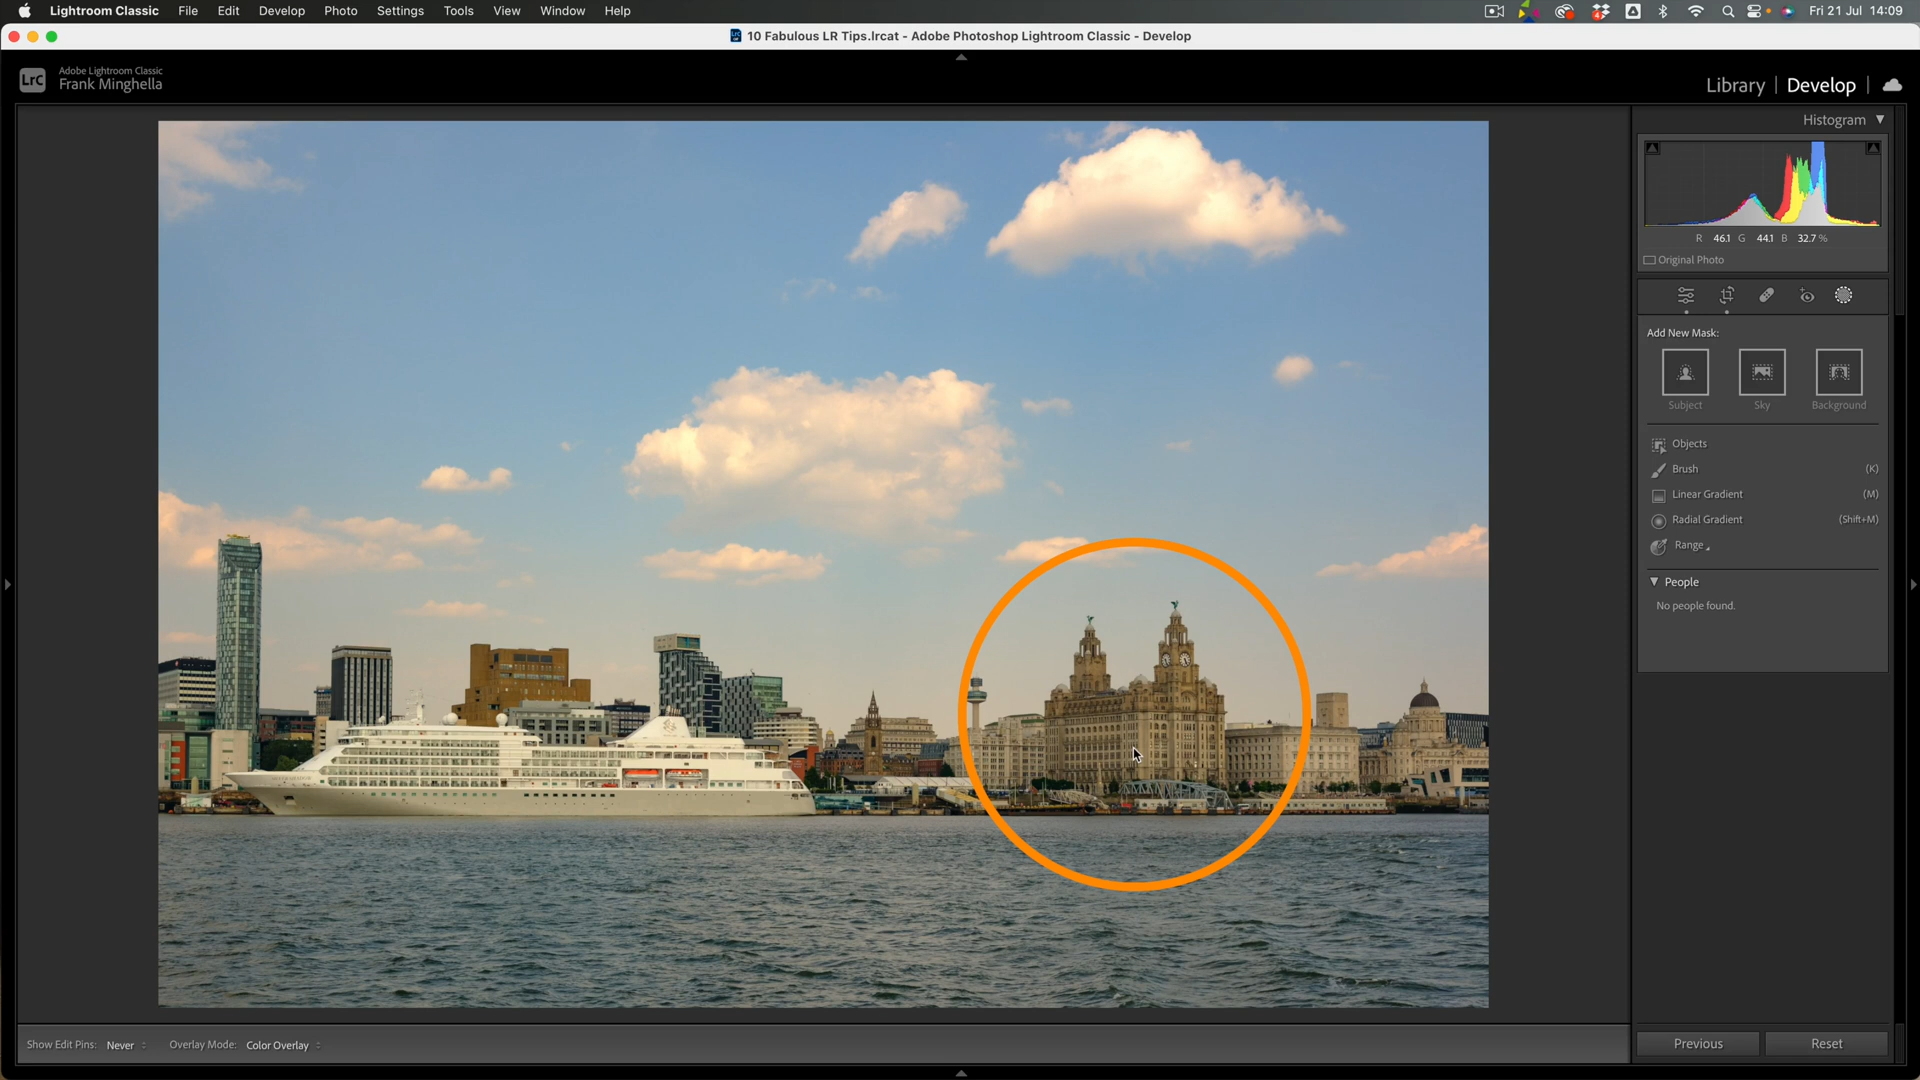 Lightroom Classic File Edit Develop Photo Settings Tools View Window Help Fri 21 Jul 14:09
10 Fabulous LR Tips.lrcat - Adobe Photoshop Lightroom Classic - Develop
LrC
Adobe Lightroom Classic
Frank Minghella
Library | Develop |
Histogram
R 46.1 G 44.1 B 32.7 %
Original Photo
Add New Mask:
Subject Sky Background
Objects
Brush (K)
Linear Gradient (M)
Radial Gradient (Shift+M)
Range
People
No people found.
Show Edit Pins: Never Overlay Mode: Color Overlay
Previous Reset